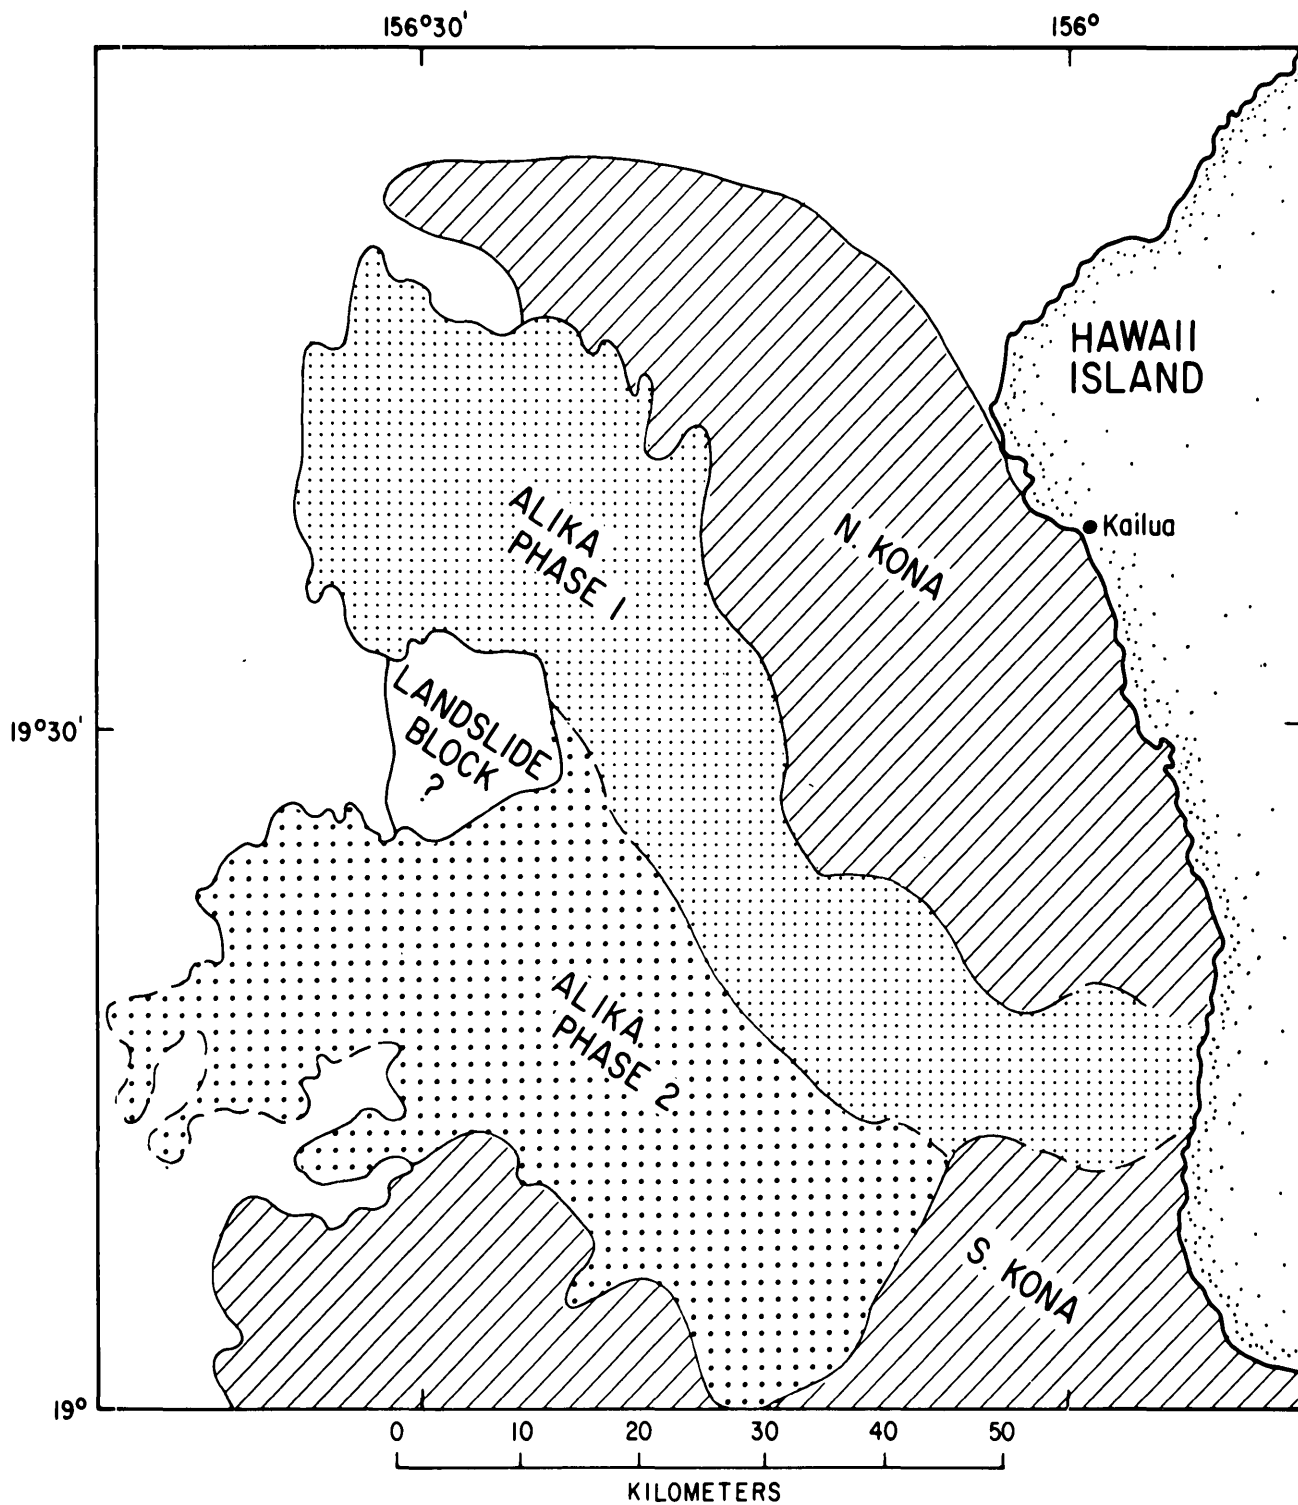 156°30'
156°
HAWAII
ISLAND
Kailua
N. KONA
ALIKA
PHASE 1
LANDSLIDE
BLOCK
?
19°30'
ALIKA
PHASE 2
S. KONA
19°
0 10 20 30 40 50
KILOMETERS